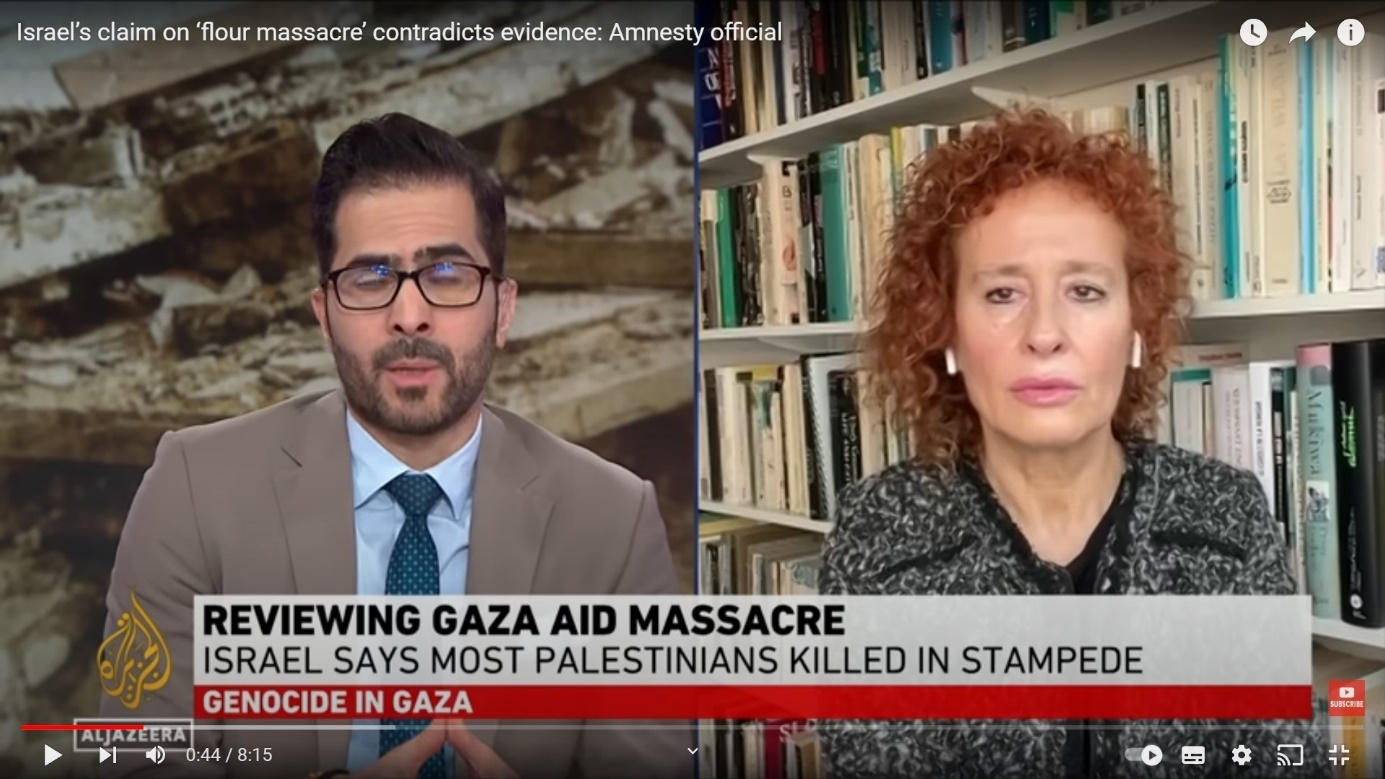 Israel’s claim on ‘flour massacre’ contradicts evidence: Amnesty official
REVIEWING GAZA AID MASSACRE
ISRAEL SAYS MOST PALESTINIANS KILLED IN STAMPEDE
GENOCIDE IN GAZA
الجزيرة
ALJAZEERA
SUBSCRIBE
0:44 / 8:15